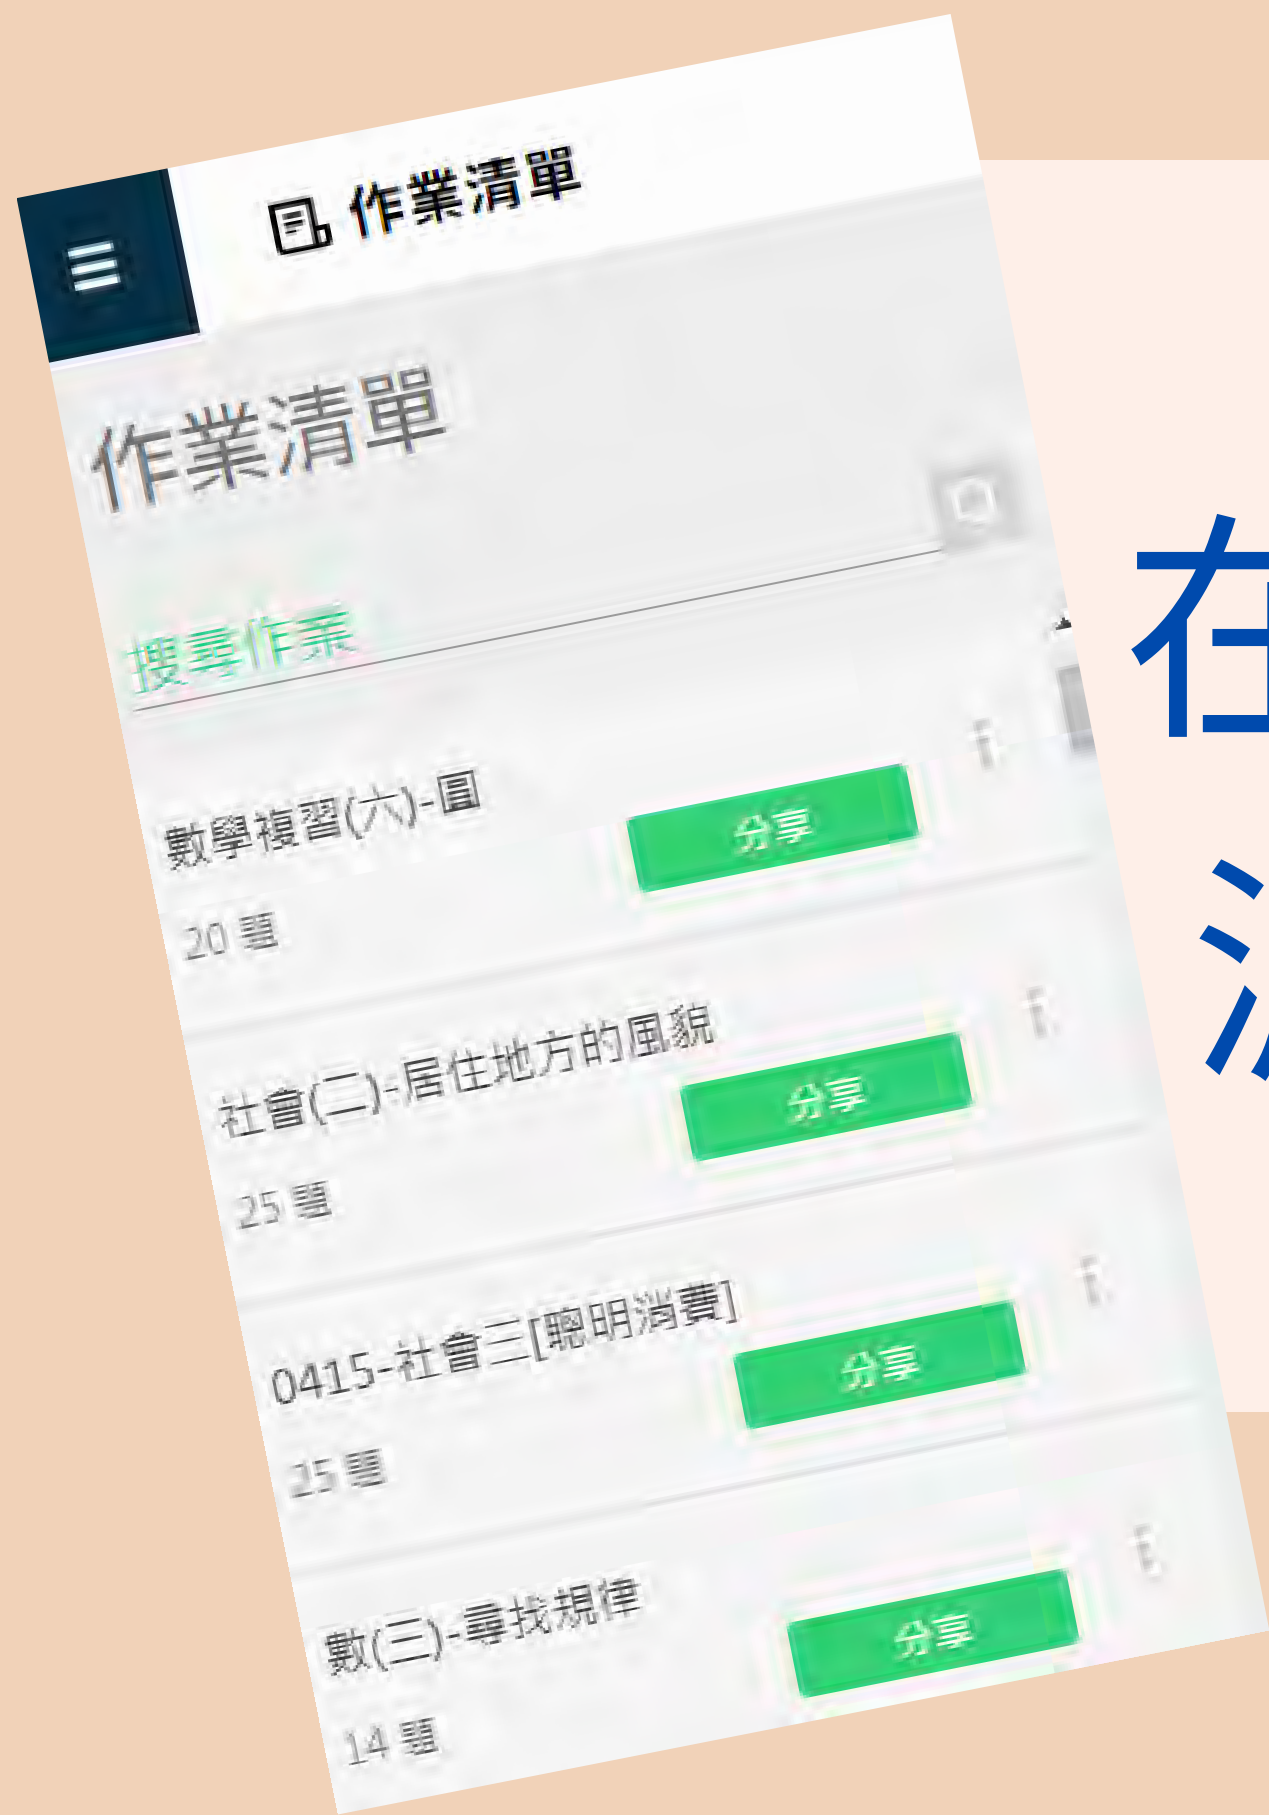 作業清單
作業清單
搜尋作業
數學複習(六)-圓
分享
20 題
社會(二)-居住地方的風貌
分享
25 題
0415-社會三[聰明消費]
分享
25 題
數(三)-尋找規律
分享
14 題
在